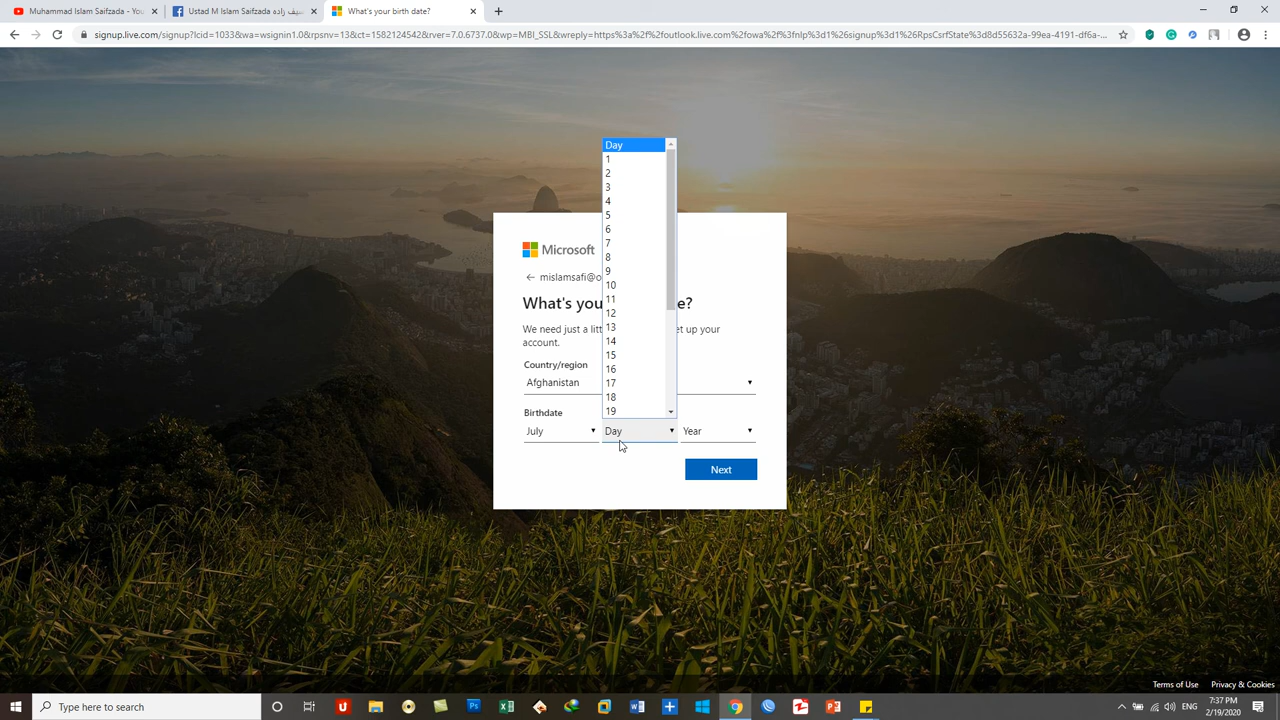 Muhammad Islam Saifzada - You
Ustad M Islam Saifzada سیف زاده
What's your birth date?
signup.live.com/signup?lcid=1033&wa=wsignin1.0&rpsnv=13&ct=1582124542&rver=7.0.6737.0&wp=MBI_SSL&wreply=https%3a%2f%2foutlook.live.com%2fowa%2f%3fnlp%3d1%26signup%3d1%26RpsCsrfState%3d8d55632a-99ea-4191-df6a-...
Microsoft
mislamsafi@o
What's you
e?
We need just a litt
et up your
account.
Country/region
Afghanistan
Birthdate
July
Day
Year
Day
1
2
3
4
5
6
7
8
9
10
11
12
13
14
15
16
17
18
19
Next
Terms of Use
Privacy & Cookies
Type here to search
ENG
7:37 PM
2/19/2020